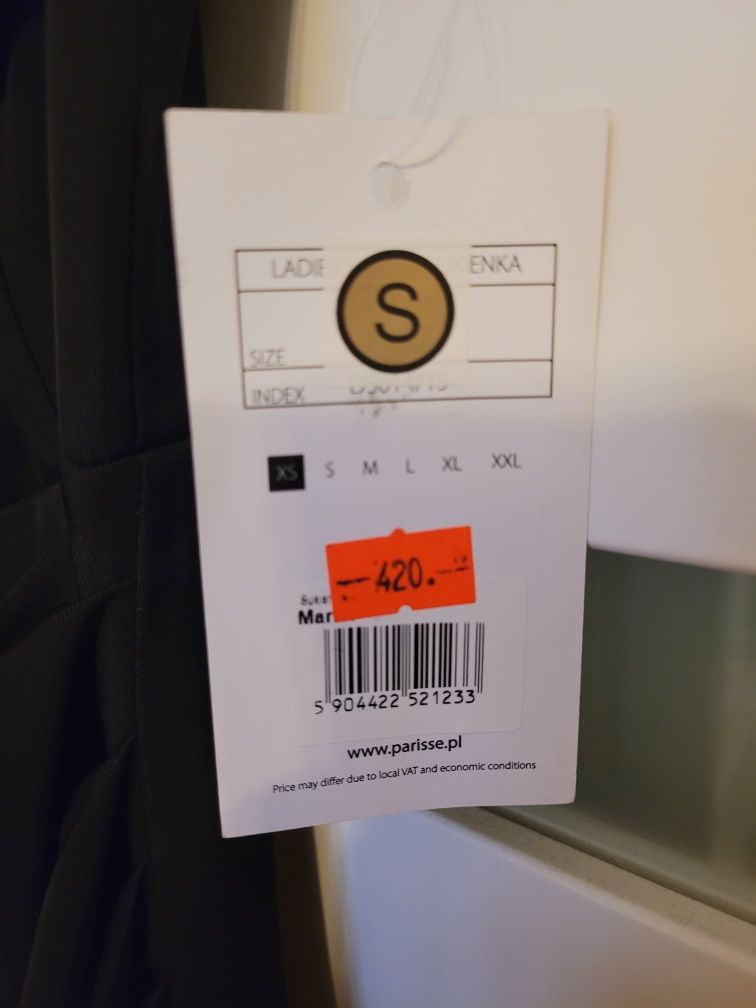 LADIE
ENKA
S
SIZE
INDEX
XS S M L XL XXL
420.-
Suke
Mar
5 904422 521233
www.parisse.pl
Price may differ due to local VAT and economic conditions